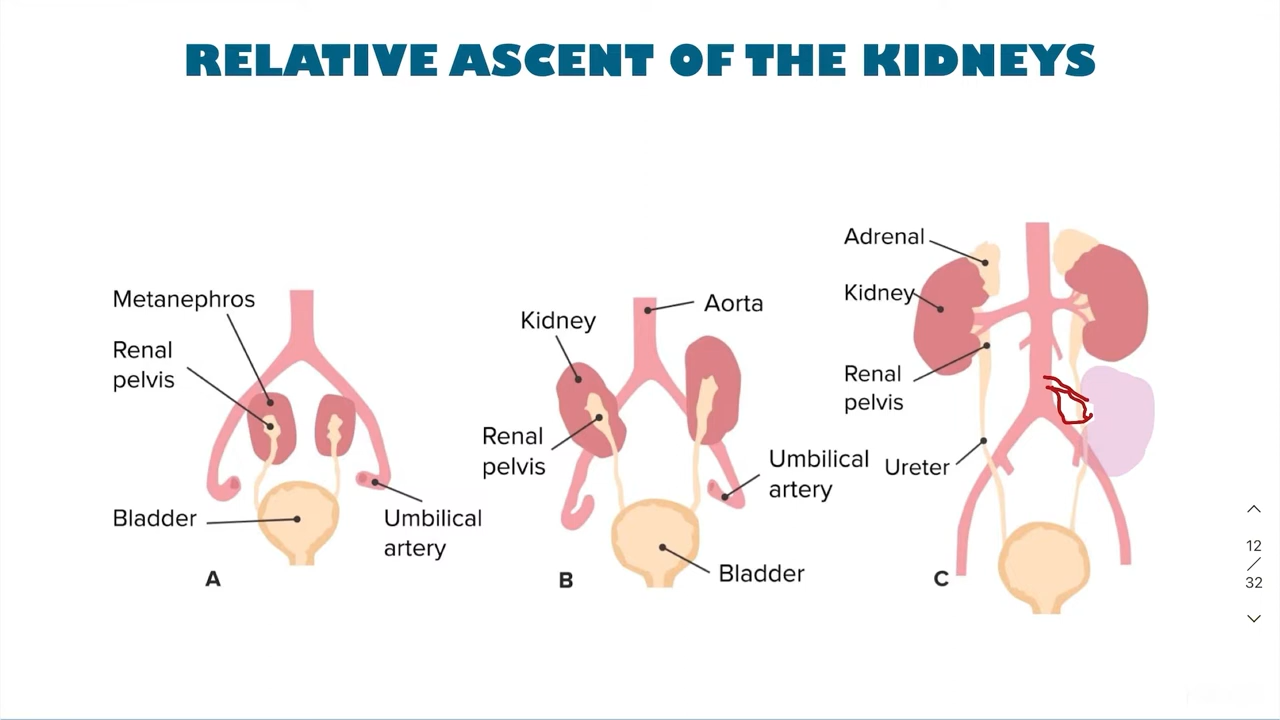 RELATIVE ASCENT OF THE KIDNEYS
Metanephros
Renal
pelvis
Bladder
Umbilical
artery
A
Kidney
Aorta
Renal
pelvis
Umbilical
artery
Bladder
B
Adrenal
Kidney
Renal
pelvis
Ureter
C
12
/
32